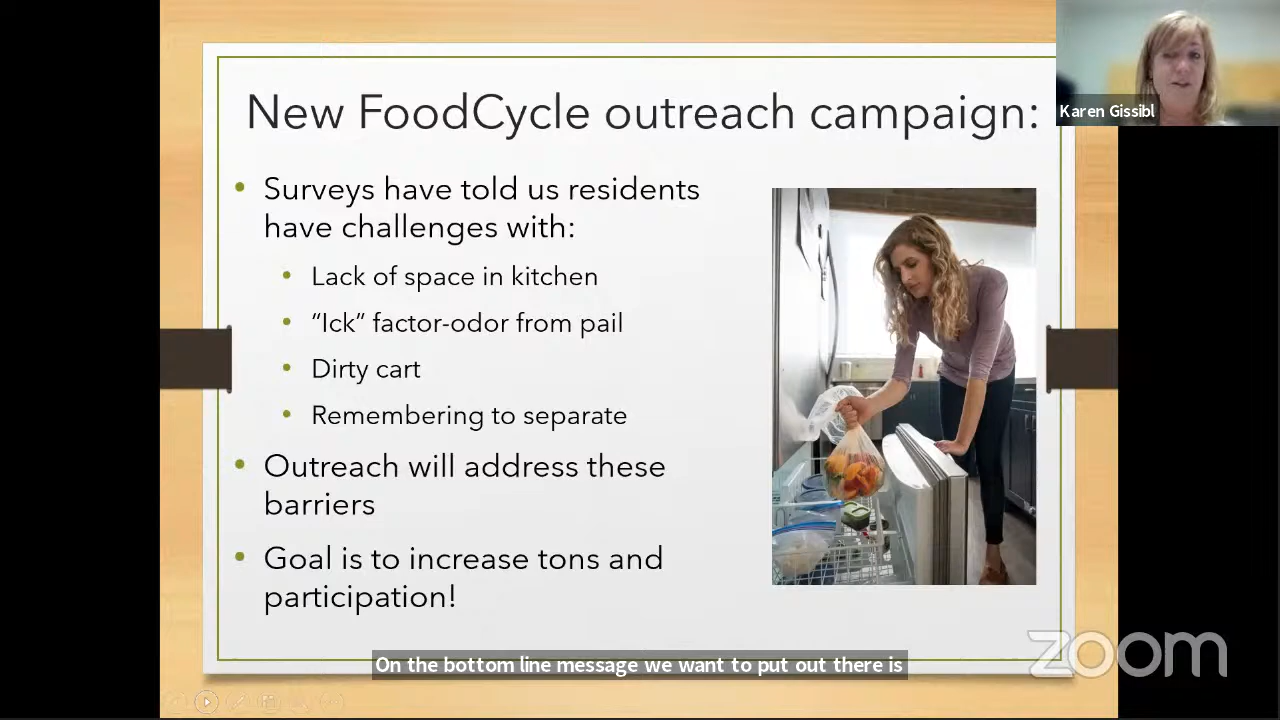 New FoodCycle outreach campaign:
Karen Gissibl
• Surveys have told us residents
have challenges with:
• Lack of space in kitchen
• “Ick“ factor-odor from pail
• Dirty cart
• Remembering to separate
• Outreach will address these
barriers
• Goal is to increase tons and
participation!
On the bottom line message we want to put out there is
zoom